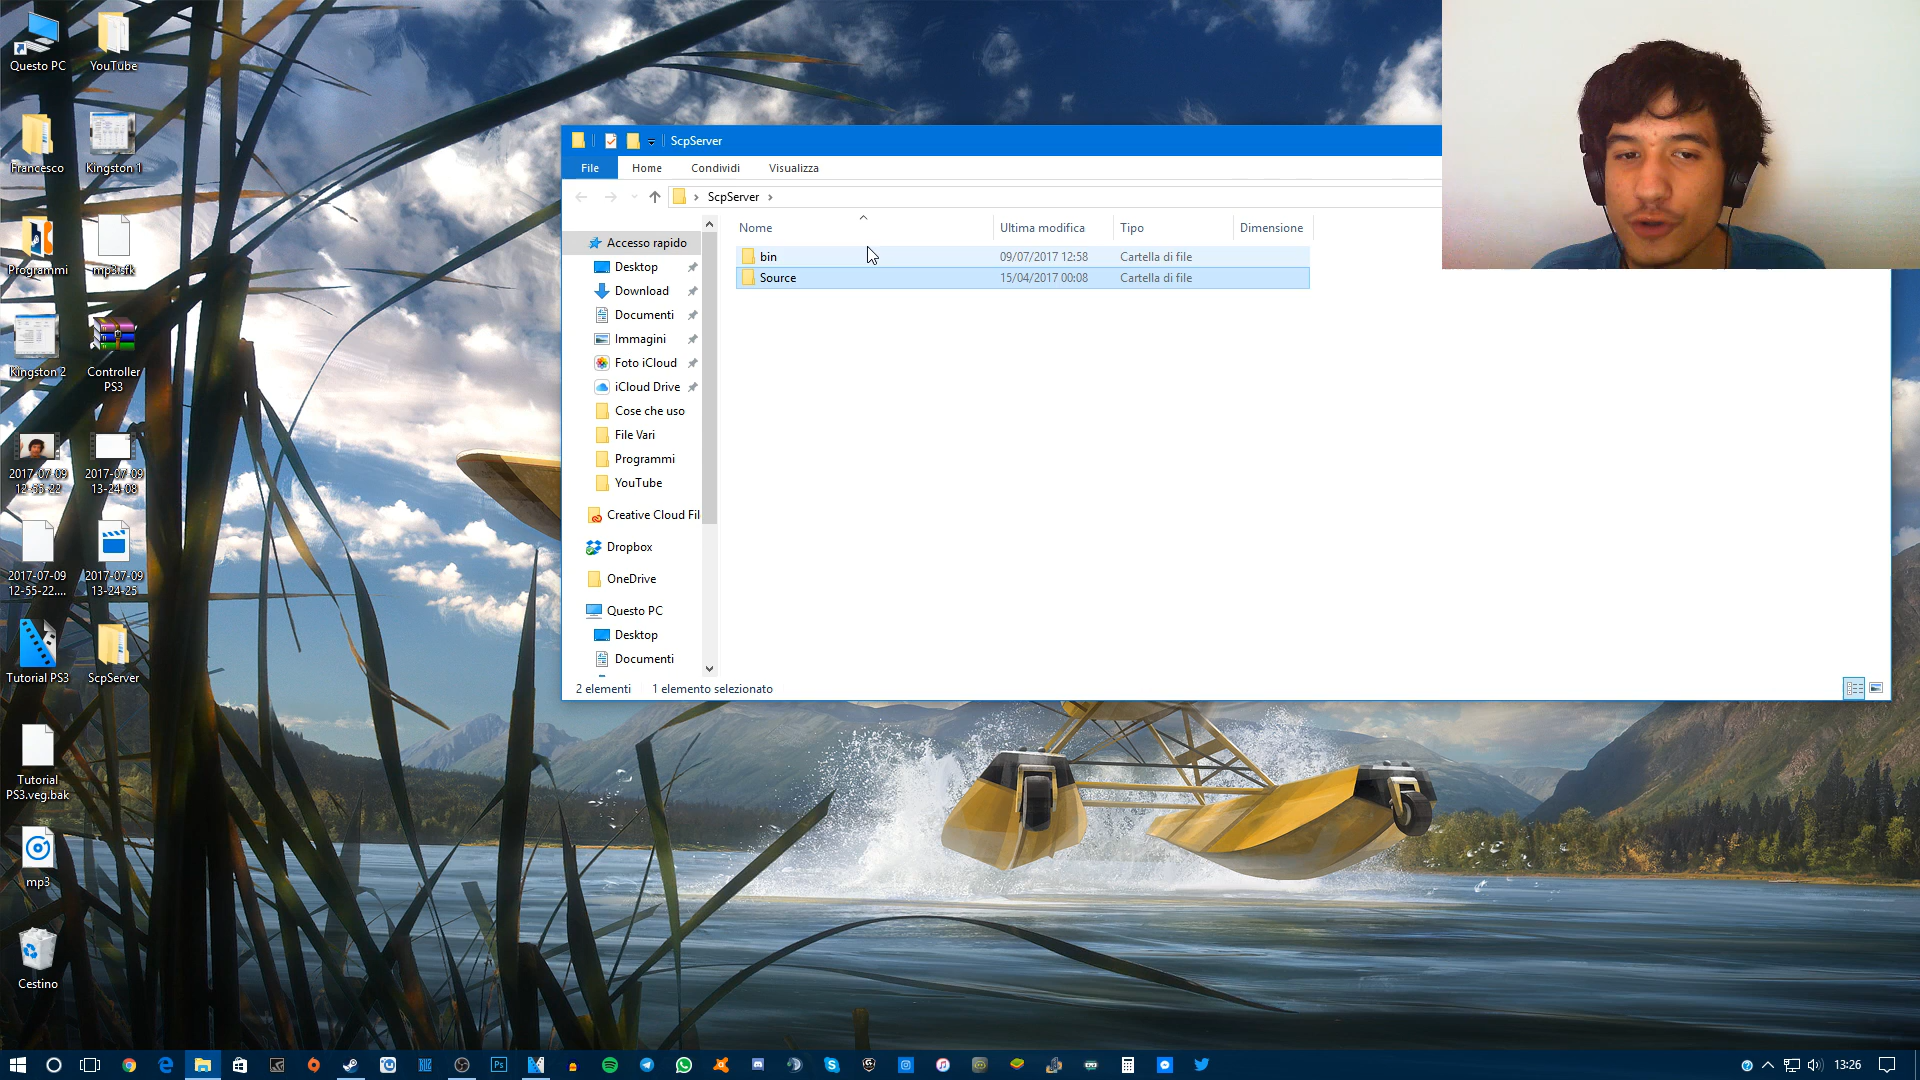 Questo PC
YouTube
Francesco
Kingston 1
Programmi
mp3.sfk
Kingston 2
Controller
PS3
2017-07-09
12-55-22
2017-07-09
13-24-08
2017-07-09
12-55-22....
2017-07-09
13-24-25
Tutorial PS3
ScpServer
Tutorial
PS3.veg.bak
mp3
Cestino
ScpServer
File
Home
Condividi
Visualizza
ScpServer
Nome
Ultima modifica
Tipo
Dimensione
bin
09/07/2017 12:58
Cartella di file
Source
15/04/2017 00:08
Cartella di file
Accesso rapido
Desktop
Download
Documenti
Immagini
Foto iCloud
iCloud Drive
Cose che uso
File Vari
Programmi
YouTube
Creative Cloud Fil
Dropbox
OneDrive
Questo PC
Desktop
Documenti
2 elementi
1 elemento selezionato
Ps
13:26